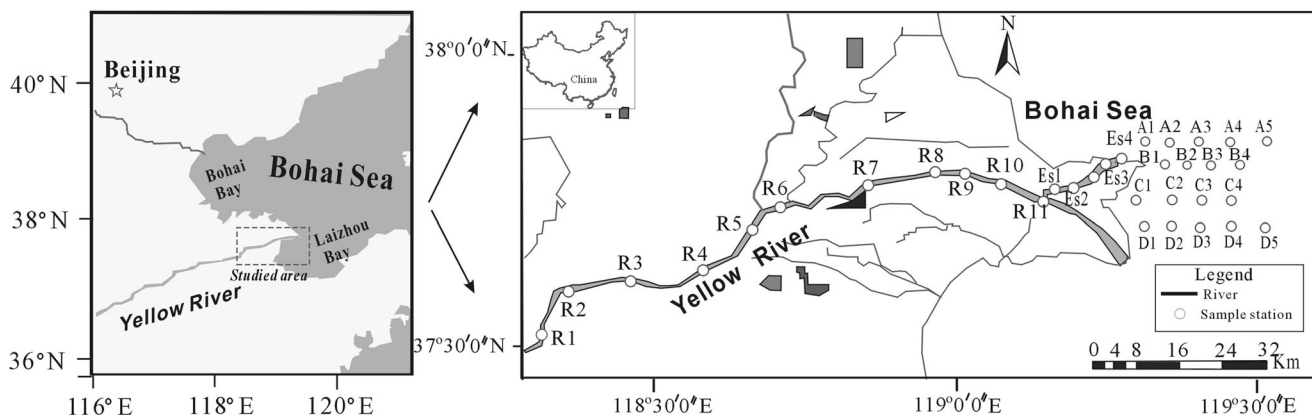 40° N
38° N
36° N
116° E
118° E
120° E
Beijing
Bohai
Bay
Bohai Sea
Laizhou
Bay
Studied area
Yellow River
38°0′0″N
37°30′0″N
118°30′0″E
119°0′0″E
119°30′0″E
China
N
Bohai Sea
Yellow River
R1
R2
R3
R4
R5
R6
R7
R8
R9
R10
R11
Es1
Es2
Es3
Es4
A1 A2 A3 A4 A5
B1 B2 B3 B4
C1 C2 C3 C4
D1 D2 D3 D4 D5
Legend
River
Sample station
0 4 8 16 24 32
Km